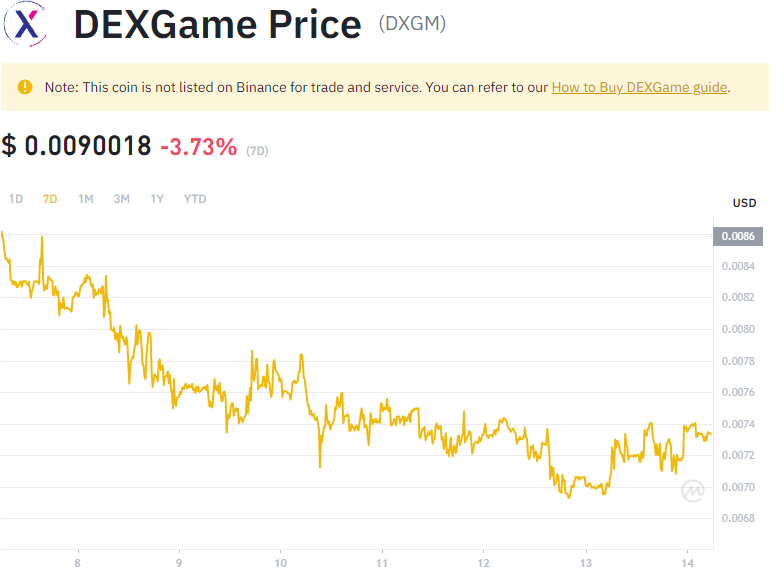 DEXGame Price (DXGM)
Note: This coin is not listed on Binance for trade and service. You can refer to our How to Buy DEXGame guide.
$ 0.0090018 -3.73% (7D)
1D 7D 1M 3M 1Y YTD
USD
0.0086
0.0084
0.0082
0.0080
0.0078
0.0076
0.0074
0.0072
0.0070
0.0068
8 9 10 11 12 13 14